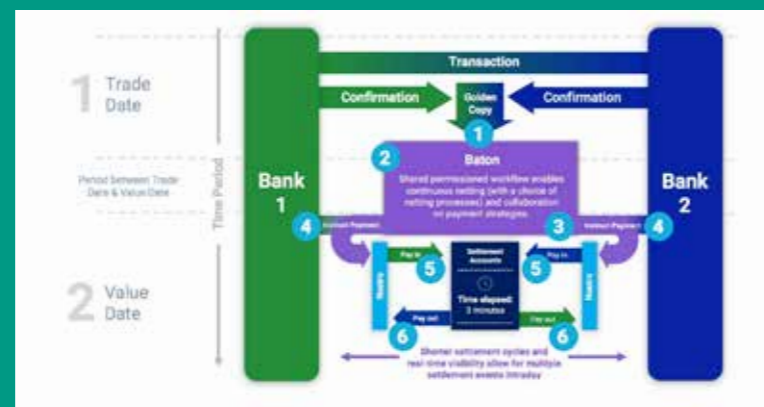 Transaction
1 Trade
Date
Confirmation
Golden
Copy
Confirmation
1
2
Baton
Shared permissioned workflow enables
continuous netting (with a choice of
netting processes) and collaboration
on payment strategies.
Period between Trade
Date & Value Date
Time Period
Bank
1
Bank
2
4
Instruct Payment
3
Instruct Payment
4
Pay in
5
Settlement
Accounts
5
Pay in
Nostro
Time elapsed:
3 minutes
Nostro
2 Value
Date
6
Pay out
Pay out
6
Shorter settlement cycles and
real-time visibility allow for multiple
settlement events intraday